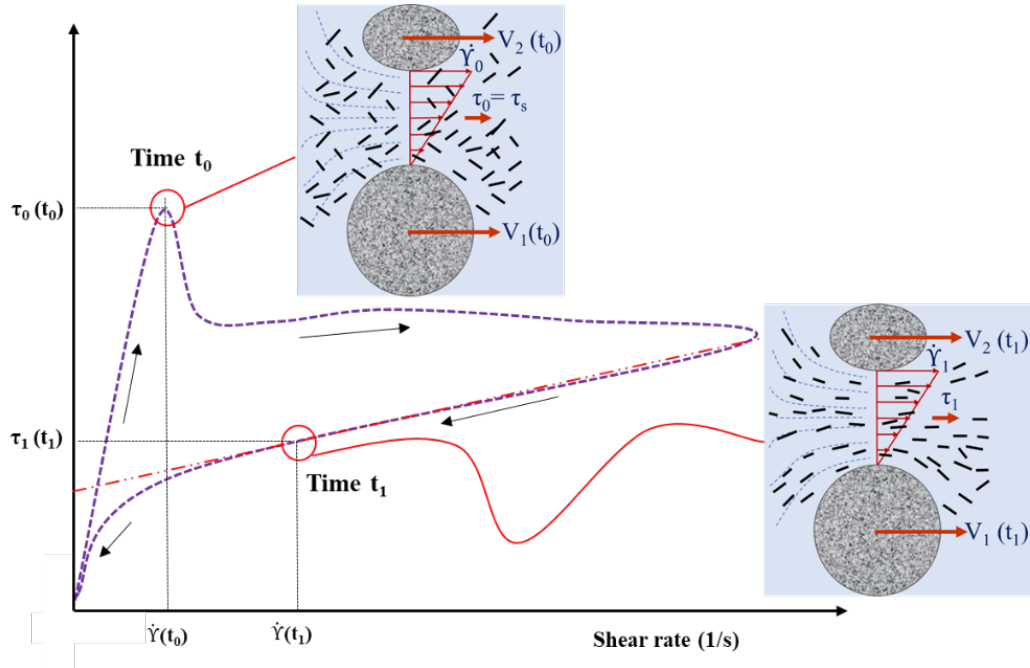 V₂(t₀)
γ̇₀
τ₀= τₛ
V₁(t₀)
Time t₀
τ₀(t₀)
V₂ (t₁)
γ̇₁
τ₁
V₁ (t₁)
τ₁(t₁)
Time t₁
γ̇(t₀)
γ̇(t₁)
Shear rate (1/s)